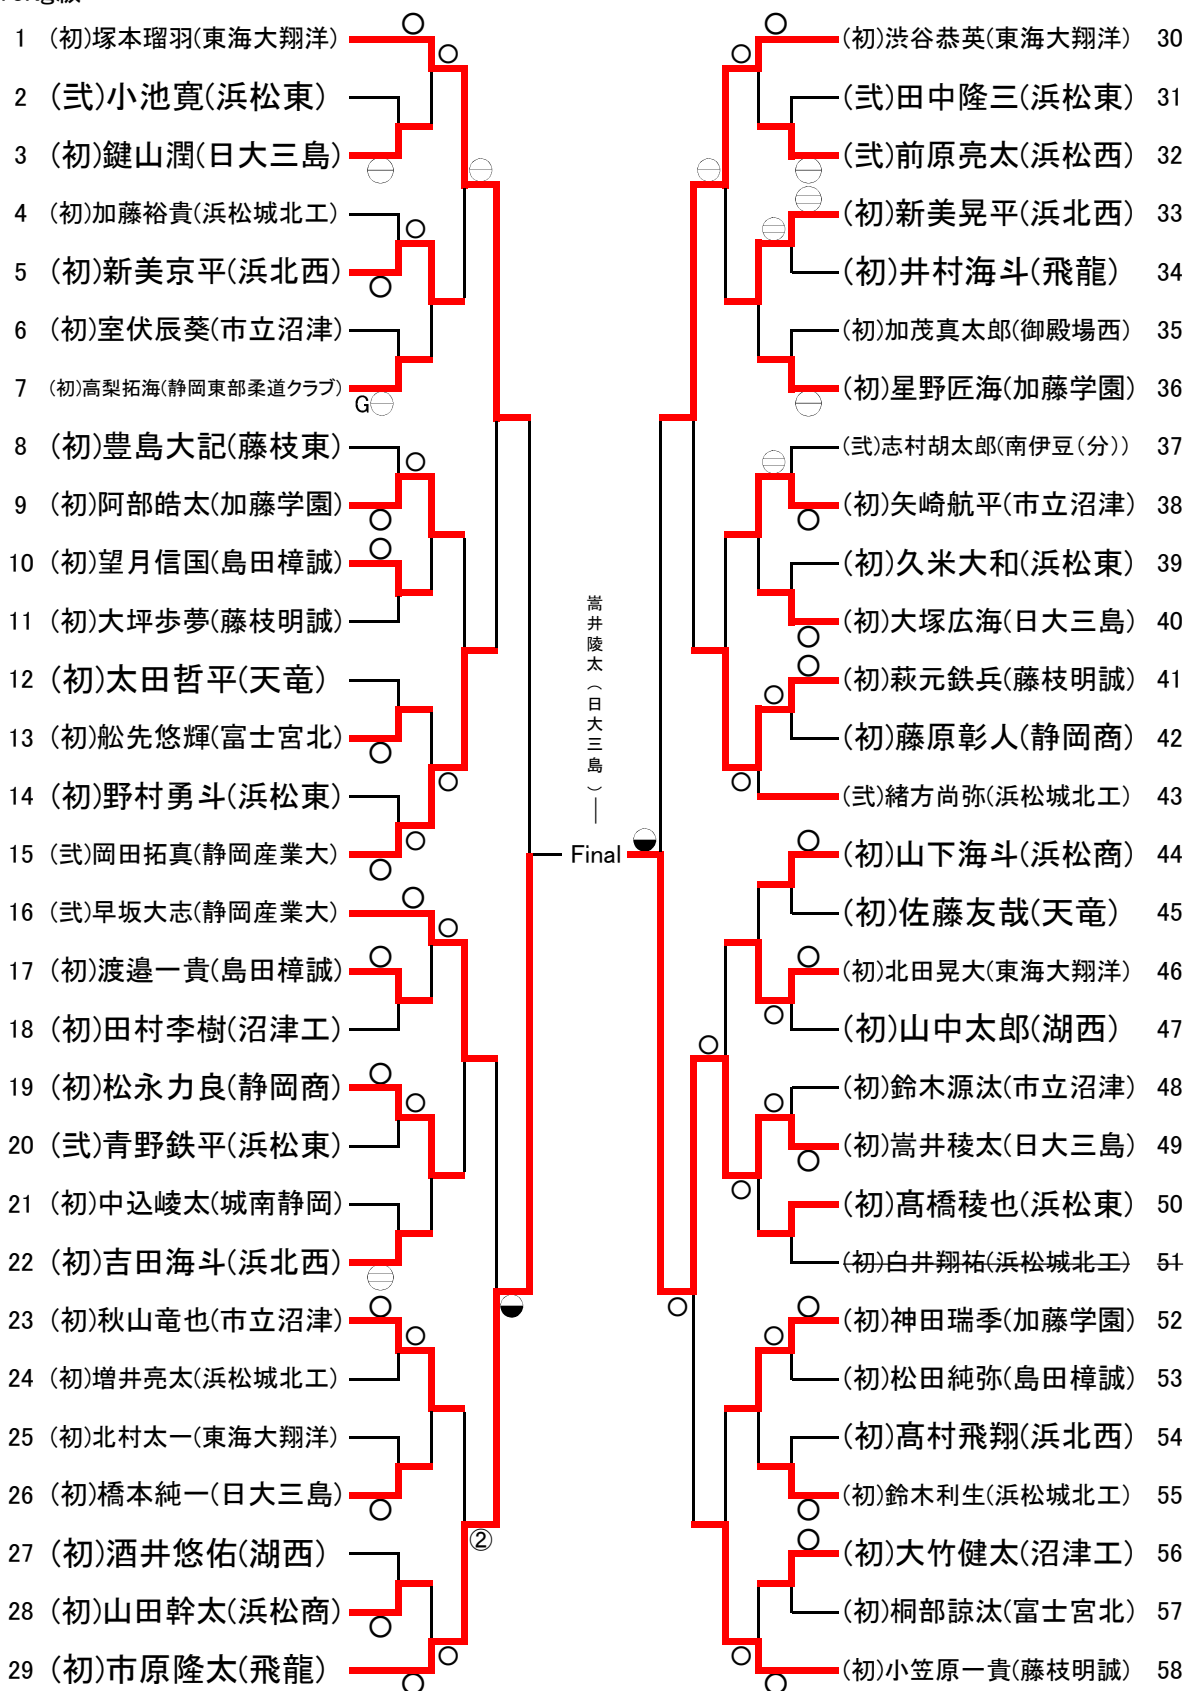 1 (初)塚本瑠羽(東海大翔洋)
2 (弐)小池寛(浜松東)
3 (初)鍵山潤(日大三島)
4 (初)加藤裕貴(浜松城北工)
5 (初)新美京平(浜北西)
6 (初)室伏辰葵(市立沼津)
7 (初)高梨拓海(静岡東部柔道クラブ)
G
8 (初)豊島大記(藤枝東)
9 (初)阿部皓太(加藤学園)
10 (初)望月信国(島田樟誠)
11 (初)大坪歩夢(藤枝明誠)
12 (初)太田哲平(天竜)
13 (初)舩先悠輝(富士宮北)
14 (初)野村勇斗(浜松東)
15 (弐)岡田拓真(静岡産業大)
16 (弐)早坂大志(静岡産業大)
17 (初)渡邉一貴(島田樟誠)
18 (初)田村李樹(沼津工)
19 (初)松永力良(静岡商)
20 (弐)青野鉄平(浜松東)
21 (初)中込崚太(城南静岡)
22 (初)吉田海斗(浜北西)
23 (初)秋山竜也(市立沼津)
24 (初)増井亮太(浜松城北工)
25 (初)北村太一(東海大翔洋)
26 (初)橋本純一(日大三島)
②
27 (初)酒井悠佑(湖西)
28 (初)山田幹太(浜松商)
29 (初)市原隆太(飛龍)
嵩井陵太(日大三島)
Final
(初)渋谷恭英(東海大翔洋) 30
(弐)田中隆三(浜松東) 31
(弐)前原亮太(浜松西) 32
(初)新美晃平(浜北西) 33
(初)井村海斗(飛龍) 34
(初)加茂真太郎(御殿場西) 35
(初)星野匠海(加藤学園) 36
(弐)志村胡太郎(南伊豆(分)) 37
(初)矢崎航平(市立沼津) 38
(初)久米大和(浜松東) 39
(初)大塚広海(日大三島) 40
(初)萩元鉄兵(藤枝明誠) 41
(初)藤原彰人(静岡商) 42
(弐)緒方尚弥(浜松城北工) 43
(初)山下海斗(浜松商) 44
(初)佐藤友哉(天竜) 45
(初)北田晃大(東海大翔洋) 46
(初)山中太郎(湖西) 47
(初)鈴木源汰(市立沼津) 48
(初)嵩井稜太(日大三島) 49
(初)髙橋稜也(浜松東) 50
(初)白井翔祐(浜松城北工) 51
(初)神田瑞季(加藤学園) 52
(初)松田純弥(島田樟誠) 53
(初)髙村飛翔(浜北西) 54
(初)鈴木利生(浜松城北工) 55
(初)大竹健太(沼津工) 56
(初)桐部諒汰(富士宮北) 57
(初)小笠原一貴(藤枝明誠) 58